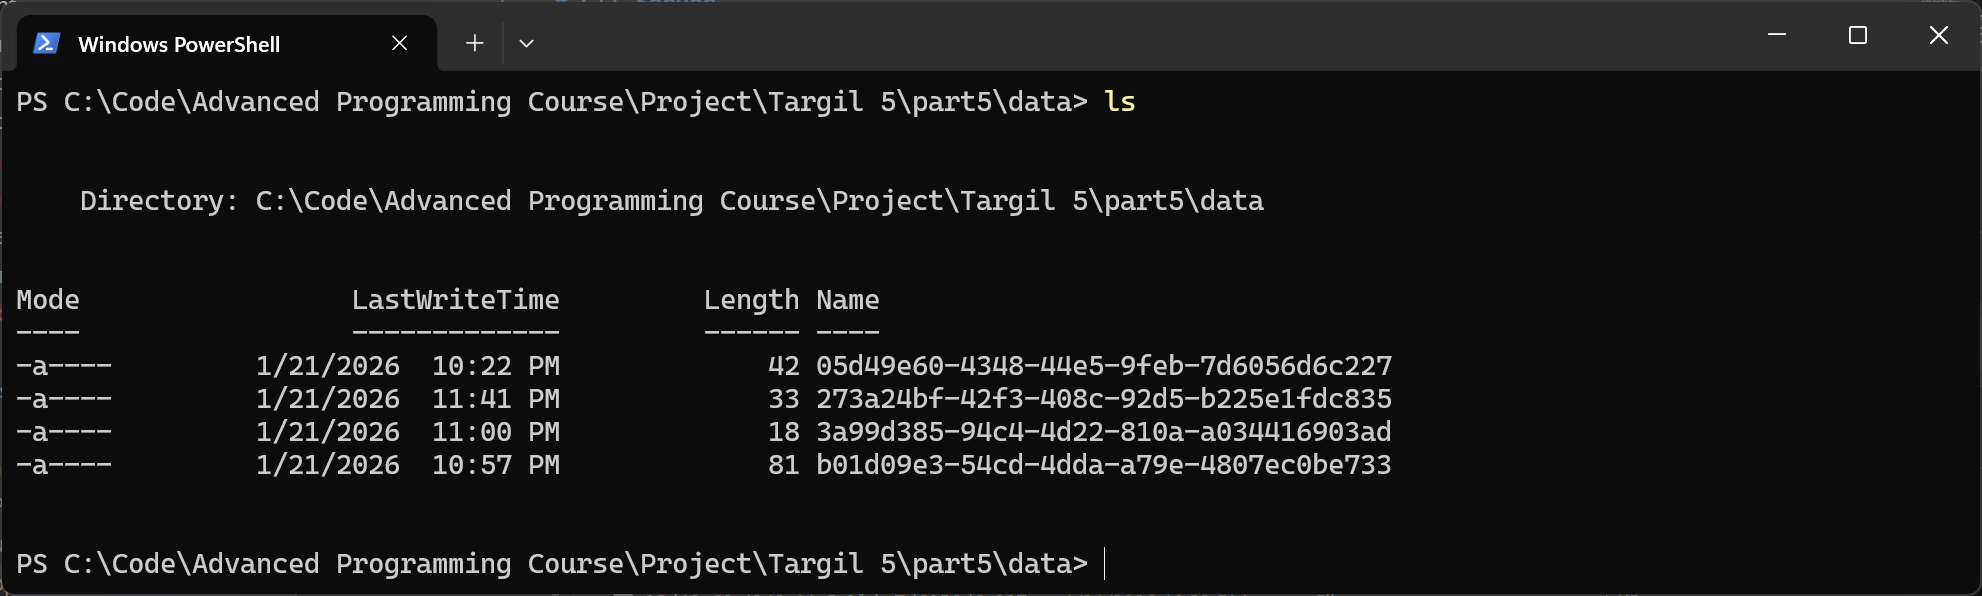 Windows PowerShell
PS C:\Code\Advanced Programming Course\Project\Targil 5\part5\data> ls
Directory: C:\Code\Advanced Programming Course\Project\Targil 5\part5\data
Mode LastWriteTime Length Name
---- ------------- ------ ----
-a---- 1/21/2026 10:22 PM 42 05d49e60-4348-44e5-9feb-7d6056d6c227
-a---- 1/21/2026 11:41 PM 33 273a24bf-42f3-408c-92d5-b225e1fdc835
-a---- 1/21/2026 11:00 PM 18 3a99d385-94c4-4d22-810a-a034416903ad
-a---- 1/21/2026 10:57 PM 81 b01d09e3-54cd-4dda-a79e-4807ec0be733
PS C:\Code\Advanced Programming Course\Project\Targil 5\part5\data>